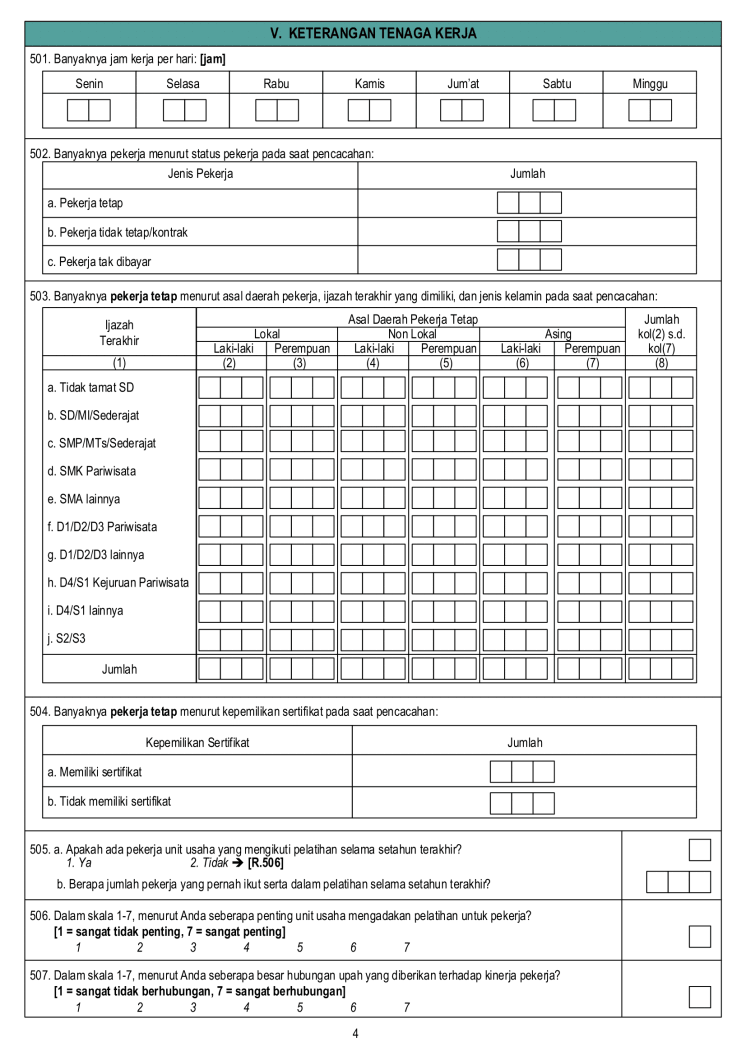 V. KETERANGAN TENAGA KERJA
501. Banyaknya jam kerja per hari: [jam]
Senin Selasa Rabu Kamis Jum'at Sabtu Minggu
502. Banyaknya pekerja menurut status pekerja pada saat pencacahan:
Jenis Pekerja Jumlah
a. Pekerja tetap
b. Pekerja tidak tetap/kontrak
c. Pekerja tak dibayar
503. Banyaknya pekerja tetap menurut asal daerah pekerja, ijazah terakhir yang dimiliki, dan jenis kelamin pada saat pencacahan:
Ijazah Terakhir
Asal Daerah Pekerja Tetap
Jumlah kol(2) s.d. kol(7)
Lokal Non Lokal Asing
Laki-laki Perempuan Laki-laki Perempuan Laki-laki Perempuan
(1) (2) (3) (4) (5) (6) (7) (8)
a. Tidak tamat SD
b. SD/MI/Sederajat
c. SMP/MTs/Sederajat
d. SMK Pariwisata
e. SMA lainnya
f. D1/D2/D3 Pariwisata
g. D1/D2/D3 lainnya
h. D4/S1 Kejuruan Pariwisata
i. D4/S1 lainnya
j. S2/S3
Jumlah
504. Banyaknya pekerja tetap menurut kepemilikan sertifikat pada saat pencacahan:
Kepemilikan Sertifikat Jumlah
a. Memiliki sertifikat
b. Tidak memiliki sertifikat
505. a. Apakah ada pekerja unit usaha yang mengikuti pelatihan selama setahun terakhir?
1. Ya 2. Tidak ➔ [R.506]
b. Berapa jumlah pekerja yang pernah ikut serta dalam pelatihan selama setahun terakhir?
506. Dalam skala 1-7, menurut Anda seberapa penting unit usaha mengadakan pelatihan untuk pekerja?
[1 = sangat tidak penting, 7 = sangat penting]
1 2 3 4 5 6 7
507. Dalam skala 1-7, menurut Anda seberapa besar hubungan upah yang diberikan terhadap kinerja pekerja?
[1 = sangat tidak berhubungan, 7 = sangat berhubungan]
1 2 3 4 5 6 7
4